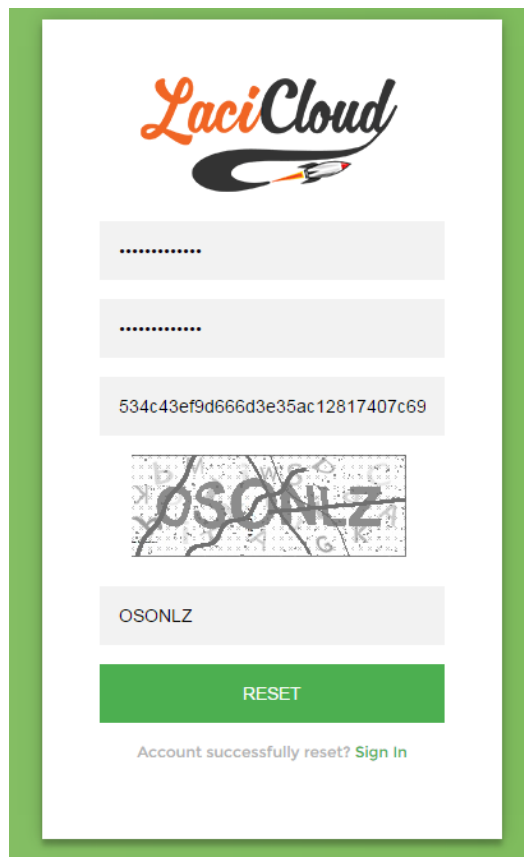 LaciCloud
•••••••••••••
•••••••••••••
534c43ef9d666d3e35ac12817407c69
OSONLZ
OSONLZ
RESET
Account successfully reset? Sign In